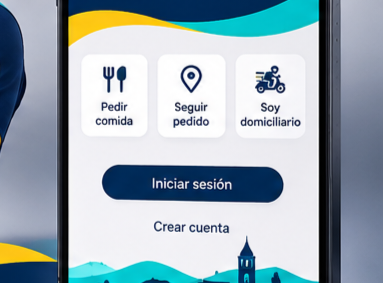 Pedir
comida
Seguir
pedido
Soy
domiciliario
Iniciar sesión
Crear cuenta